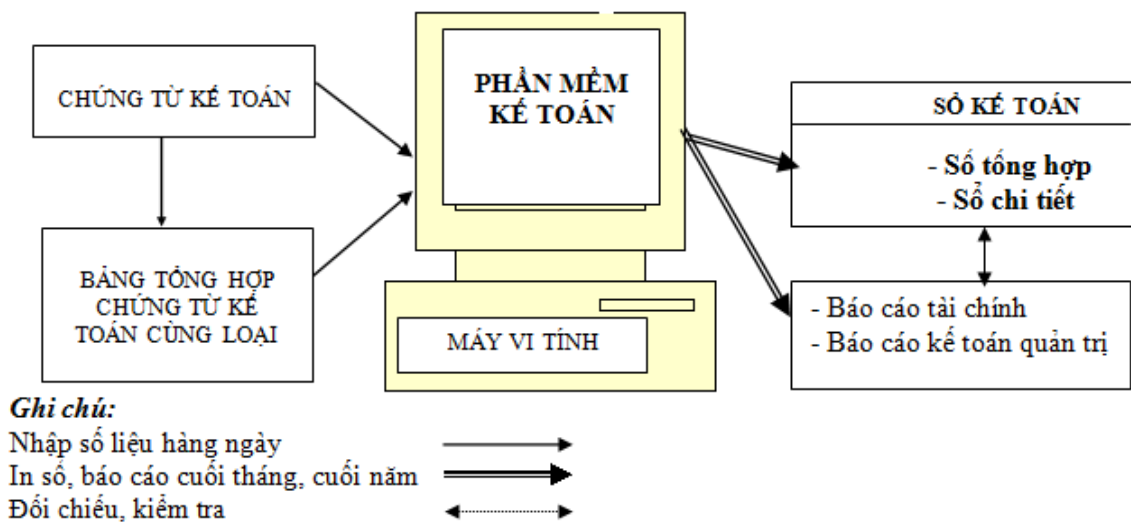 CHỨNG TỪ KẾ TOÁN
BẢNG TỔNG HỢP
CHỨNG TỪ KẾ
TOÁN CÙNG LOẠI
PHẦN MỀM
KẾ TOÁN
MÁY VI TÍNH
SỔ KẾ TOÁN
- Sổ tổng hợp
- Sổ chi tiết
- Báo cáo tài chính
- Báo cáo kế toán quản trị
Ghi chú:
Nhập số liệu hàng ngày
In sổ, báo cáo cuối tháng, cuối năm
Đối chiếu, kiểm tra